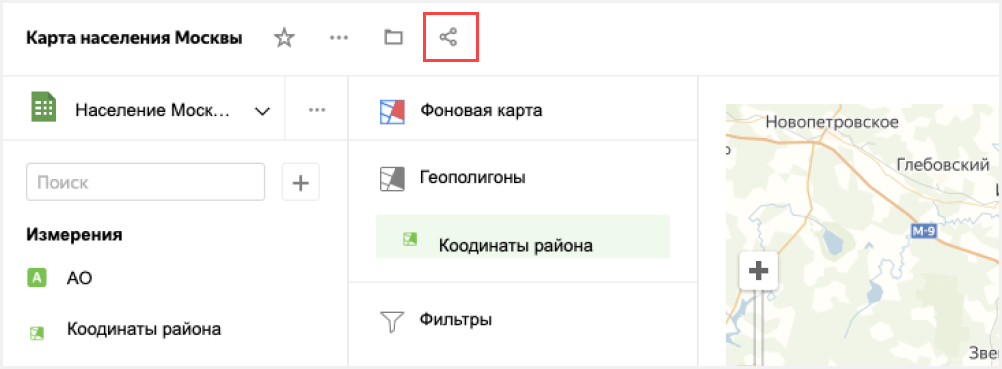 Карта населения Москвы
Население Моск...
Поиск
Измерения
А
АО
Коодинаты района
Фоновая карта
Геополигоны
Коодинаты района
Фильтры
Новопетровское
Глебовский
М-9
Зве